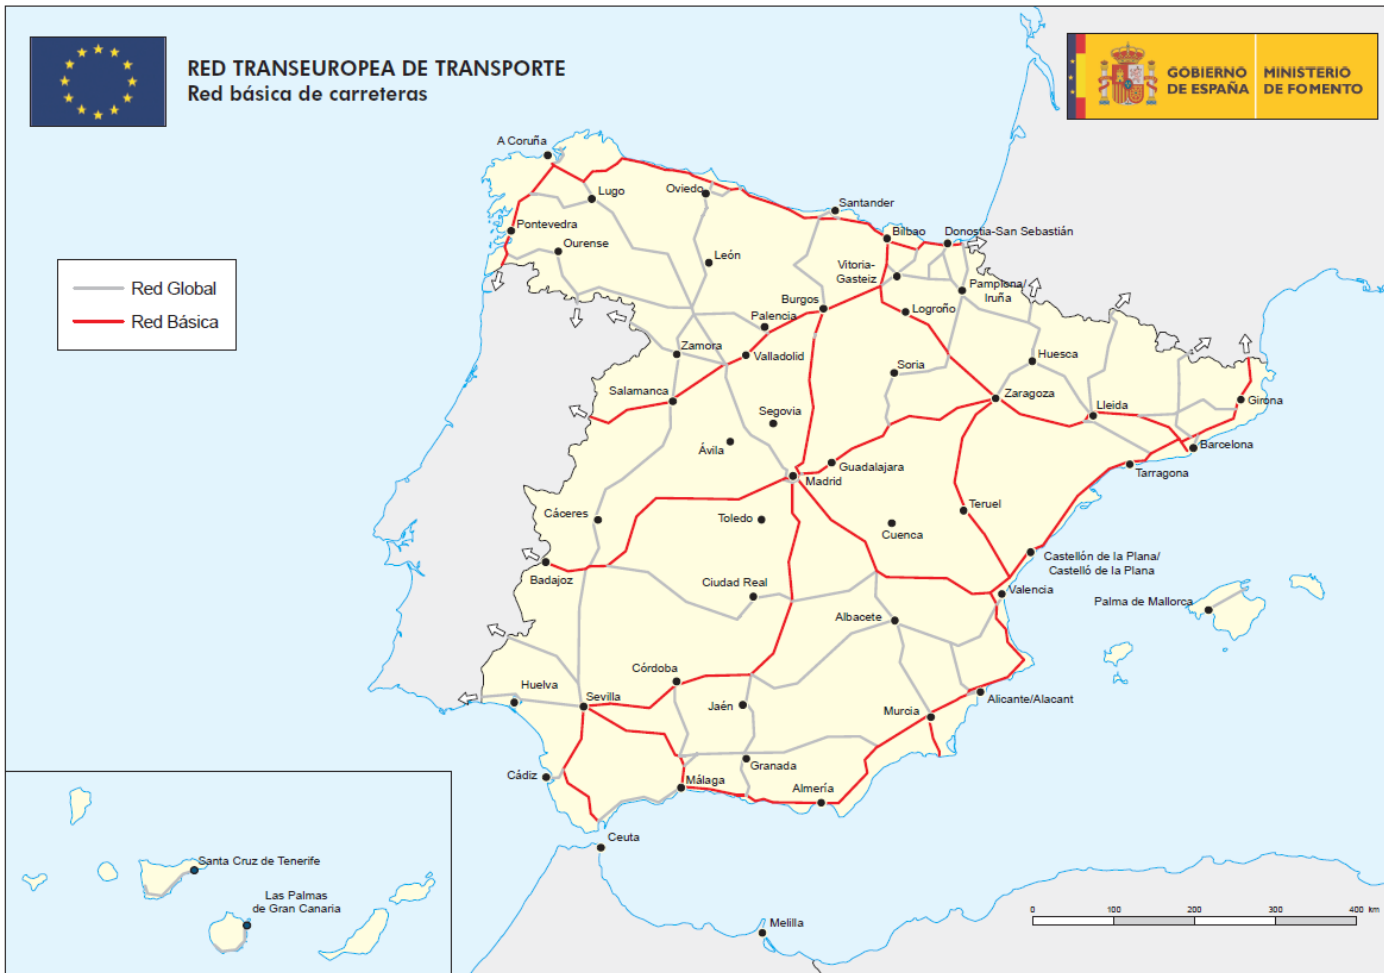 RED TRANSEUROPEA DE TRANSPORTE
Red básica de carreteras
GOBIERNO
DE ESPAÑA
MINISTERIO
DE FOMENTO
A Coruña
Lugo
Oviedo
Santander
Bilbao
Donostia-San Sebastián
Pontevedra
Ourense
León
Vitoria-
Gasteiz
Pamplona/
Iruña
Red Global
Red Básica
Burgos
Logroño
Palencia
Zamora
Valladolid
Soria
Huesca
Salamanca
Segovia
Zaragoza
Lleida
Girona
Ávila
Barcelona
Guadalajara
Tarragona
Madrid
Cáceres
Toledo
Teruel
Cuenca
Castellón de la Plana/
Castelló de la Plana
Badajoz
Ciudad Real
Valencia
Palma de Mallorca
Albacete
Córdoba
Huelva
Sevilla
Jaén
Murcia
Alicante/Alacant
Granada
Cádiz
Málaga
Almería
Ceuta
Santa Cruz de Tenerife
Las Palmas
de Gran Canaria
Melilla
0 100 200 300 400 km